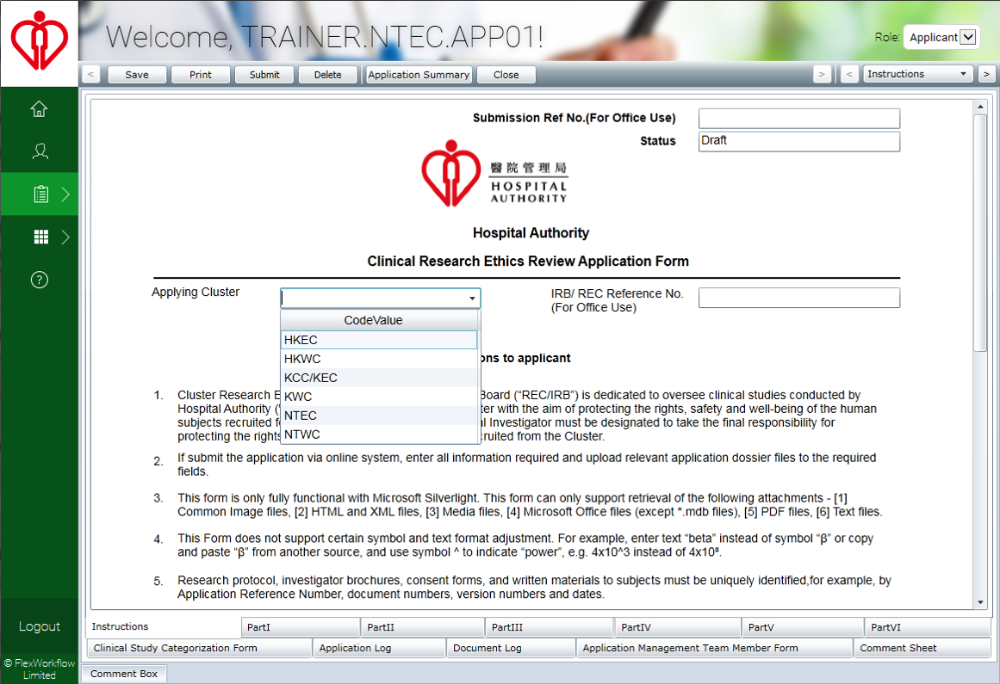 Welcome, TRAINER.NTEC.APP01!
Role: Applicant
< Save Print Submit Delete Application Summary Close > < Instructions >
Submission Ref No.(For Office Use)
Status Draft
醫院管理局
HOSPITAL
AUTHORITY
Hospital Authority
Clinical Research Ethics Review Application Form
Applying Cluster
IRB/ REC Reference No.
(For Office Use)
CodeValue
HKEC
HKWC
KCC/KEC
KWC
NTEC
NTWC
ons to applicant
1. Cluster Research E Board (“REC/IRB”) is dedicated to oversee clinical studies conducted by
Hospital Authority ( ter with the aim of protecting the rights, safety and well-being of the human
subjects recruited f l Investigator must be designated to take the final responsibility for
protecting the rights cruited from the Cluster.
2. If submit the application via online system, enter all information required and upload relevant application dossier files to the required
fields.
3. This form is only fully functional with Microsoft Silverlight. This form can only support retrieval of the following attachments - [1]
Common Image files, [2] HTML and XML files, [3] Media files, [4] Microsoft Office files (except *.mdb files), [5] PDF files, [6] Text files.
4. This Form does not support certain symbol and text format adjustment. For example, enter text “beta” instead of symbol “β” or copy
and paste “β” from another source, and use symbol ^ to indicate “power”, e.g. 4x10^3 instead of 4x10³.
5. Research protocol, investigator brochures, consent forms, and written materials to subjects must be uniquely identified,for example, by
Application Reference Number, document numbers, version numbers and dates.
Instructions PartI PartII PartIII PartIV PartV PartVI
Clinical Study Categorization Form Application Log Document Log Application Management Team Member Form Comment Sheet
Comment Box
Logout
© FlexWorkflow
Limited